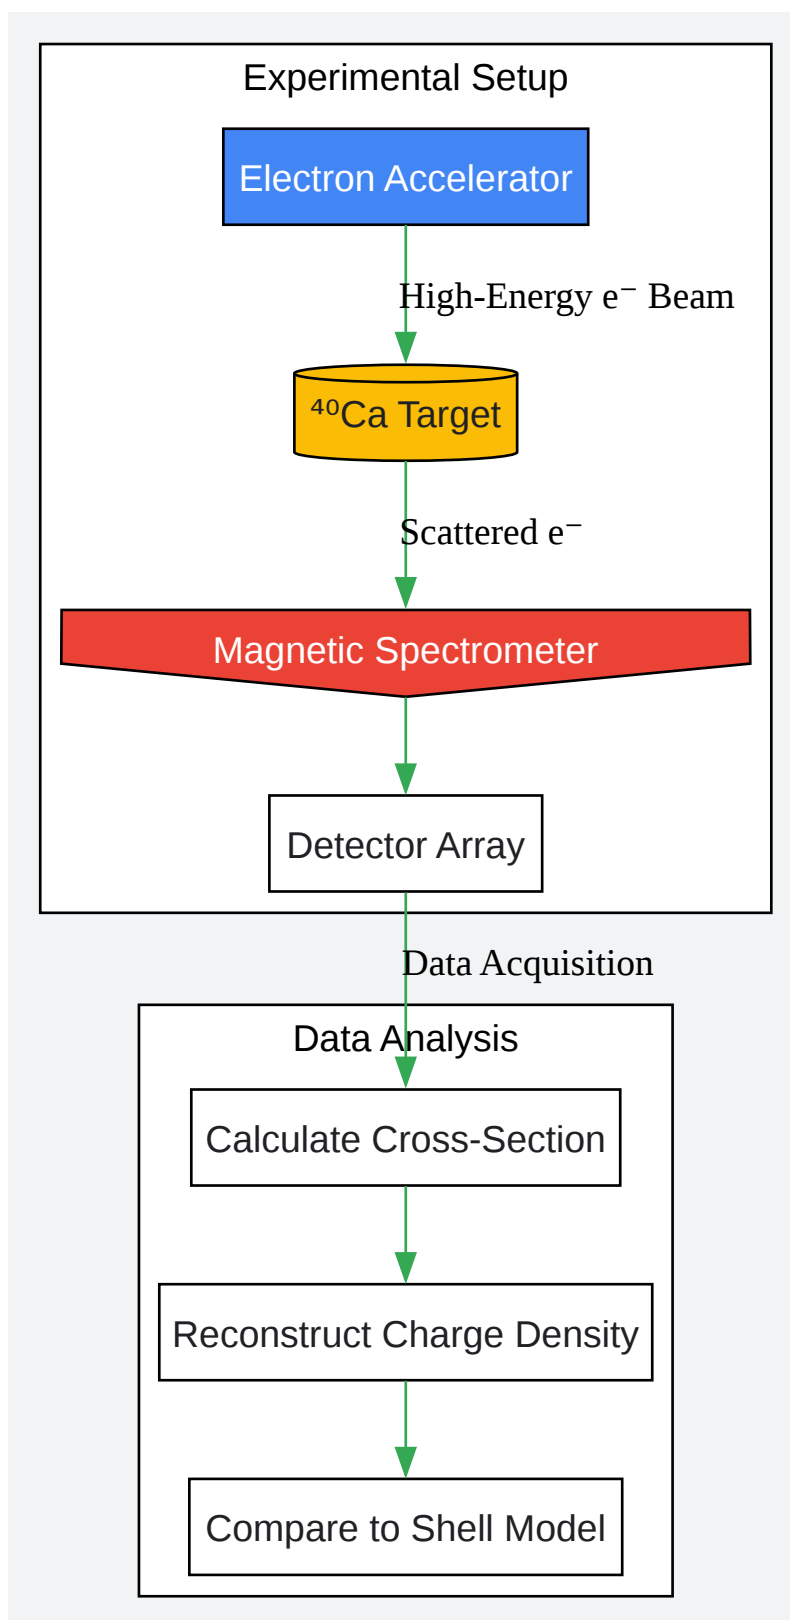 Experimental Setup
Electron Accelerator
High-Energy e⁻ Beam
⁴⁰Ca Target
Scattered e⁻
Magnetic Spectrometer
Detector Array
Data Acquisition
Data Analysis
Calculate Cross-Section
Reconstruct Charge Density
Compare to Shell Model